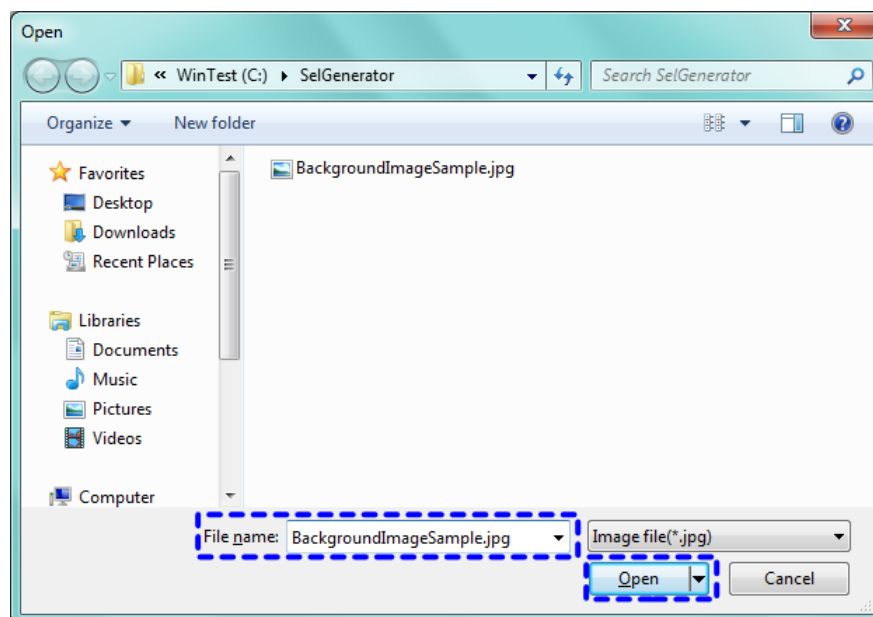 Open
« WinTest (C:) SelGenerator
Search SelGenerator
Organize
New folder
Favorites
Desktop
Downloads
Recent Places
Libraries
Documents
Music
Pictures
Videos
Computer
BackgroundImageSample.jpg
File name: BackgroundImageSample.jpg
Image file(*.jpg)
Open
Cancel